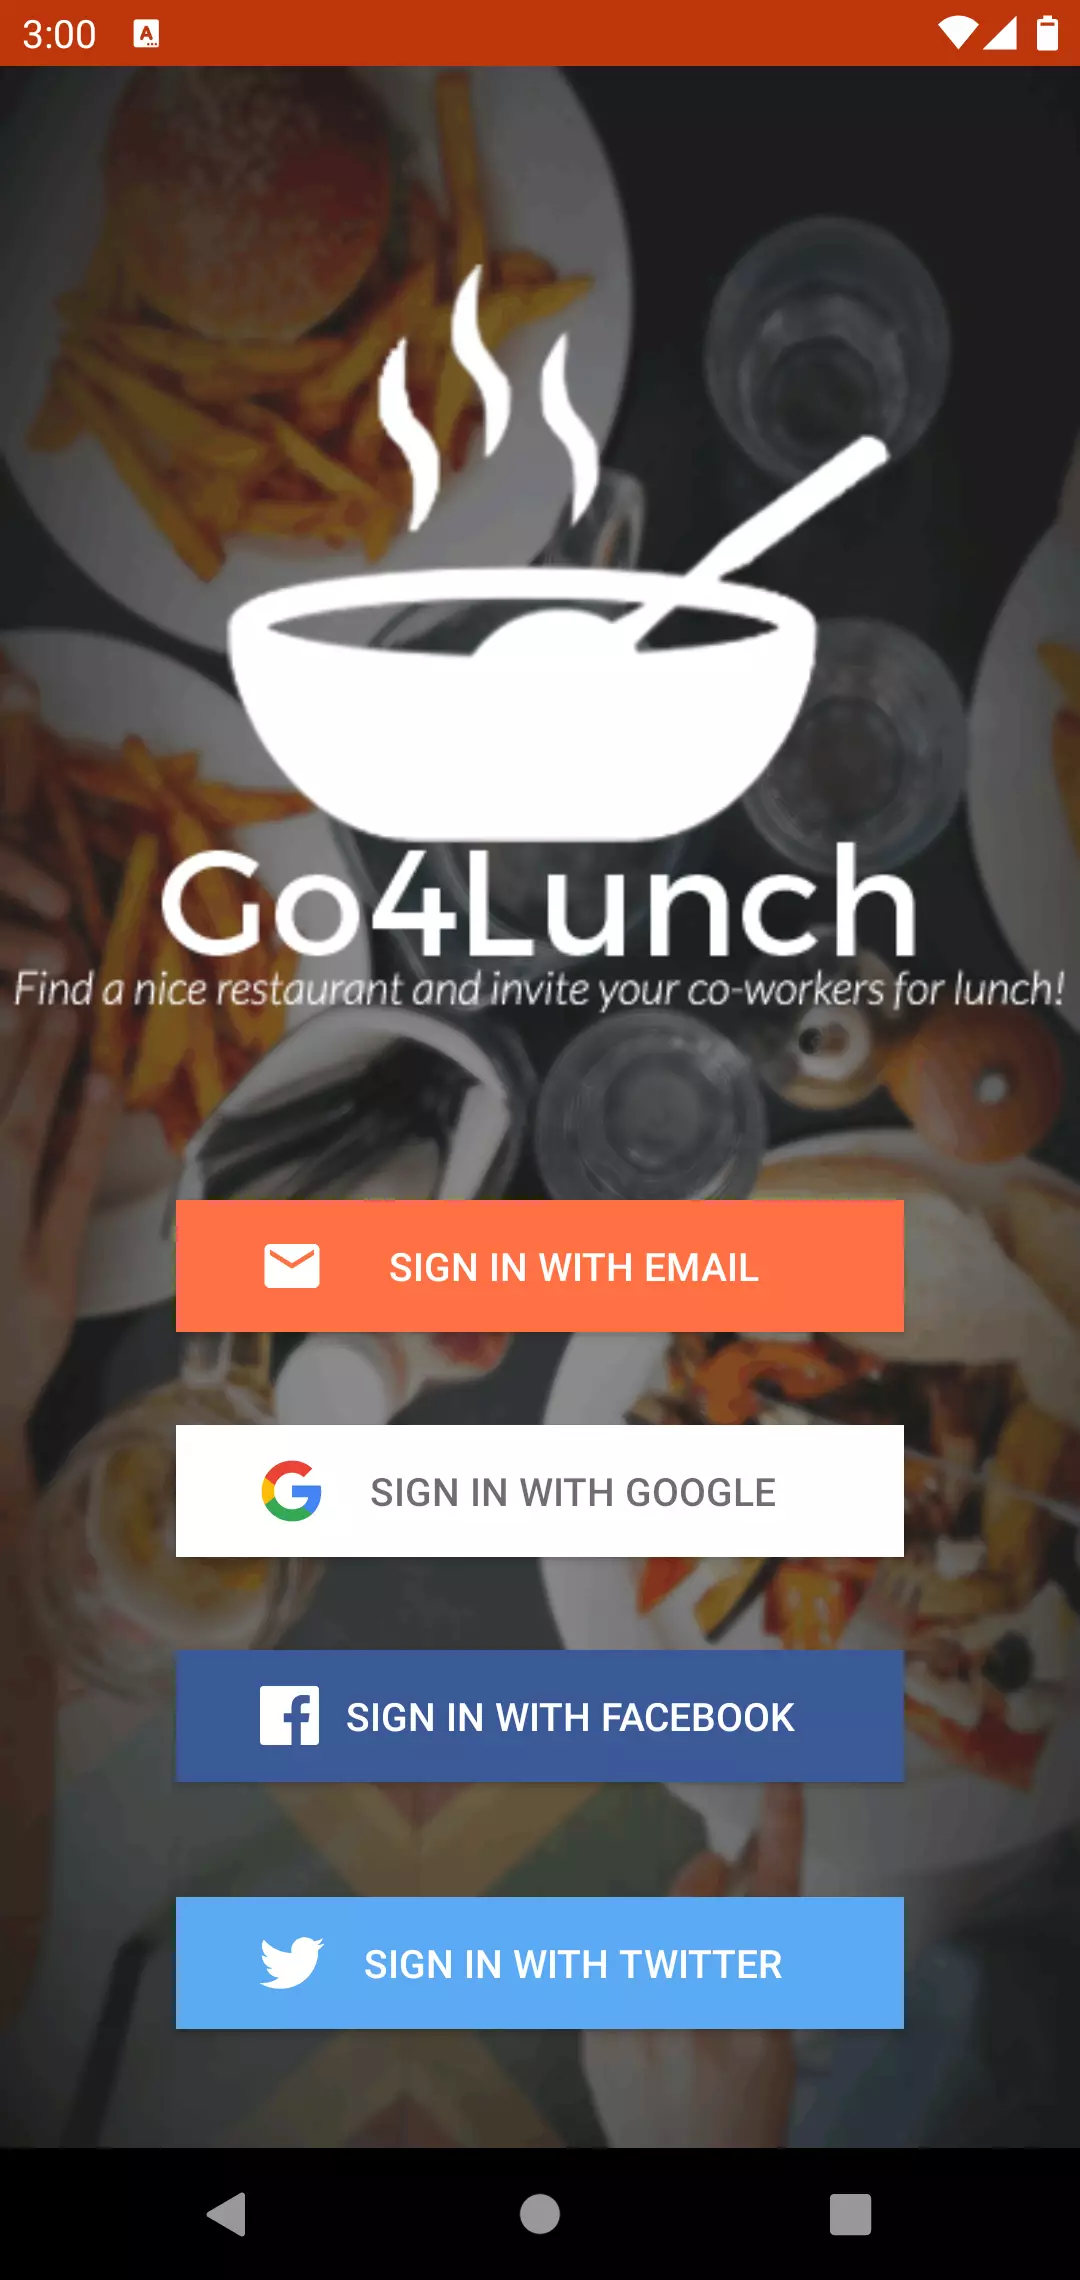 3:00
A
Go4Lunch
Find a nice restaurant and invite your co-workers for lunch!
SIGN IN WITH EMAIL
SIGN IN WITH GOOGLE
SIGN IN WITH FACEBOOK
SIGN IN WITH TWITTER